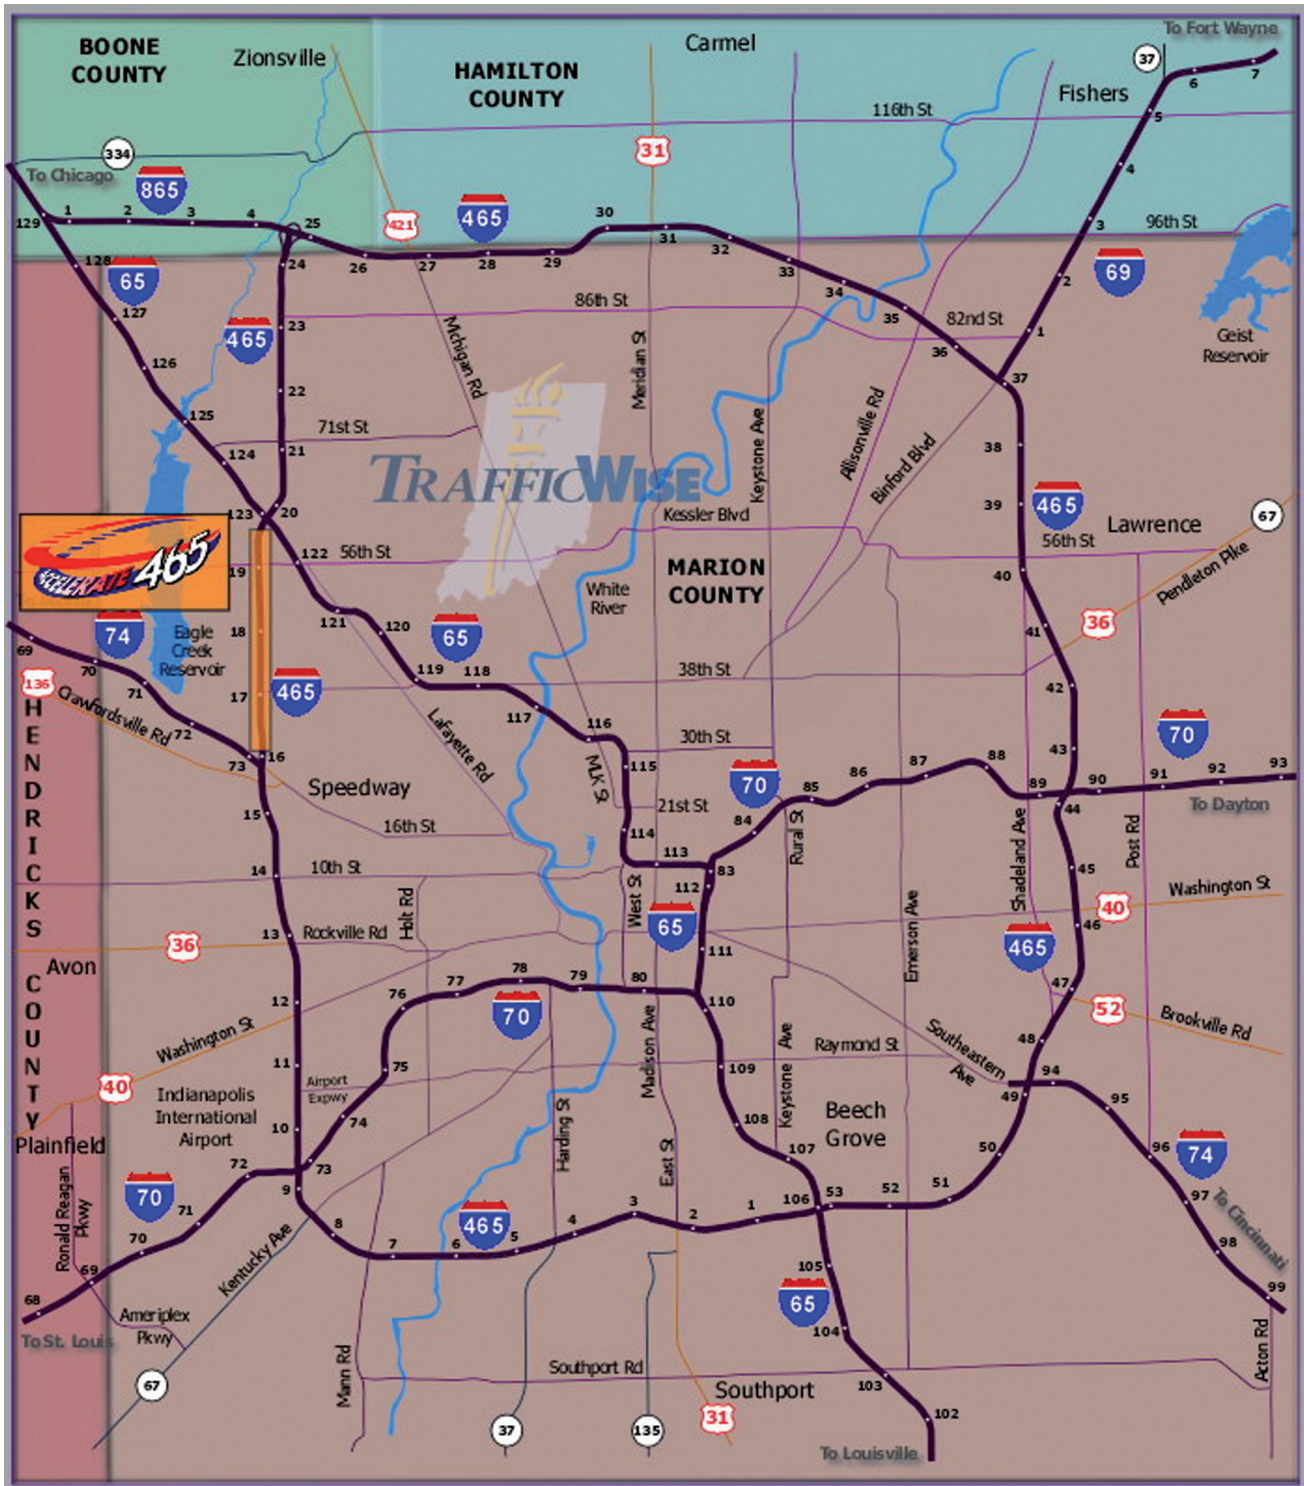 To Fort Wayne
BOONE
COUNTY
Zionsville
HAMILTON
COUNTY
Carmel
37
6
7
Fishers
116th St
5
334
31
4
To Chicago
865
465
421
129
1
2
3
4
25
30
31
32
3
96th St
128
65
24
26
27
28
29
33
2
69
127
86th St
34
35
82nd St
1
465
23
36
Geist
Reservoir
126
Michigan Rd
Meridian St
22
37
125
Keystone Ave
Allisonville Rd
Binford Blvd
71st St
124
21
38
TRAFFICWISE
39
465
123
20
Kessler Blvd
67
Lawrence
ACCELERATE 465
122
56th St
56th St
19
MARION
COUNTY
40
Pendleton Pike
White
River
36
74
69
Eagle
Creek
Reservoir
18
121
120
65
41
70
136
71
17
465
119
118
38th St
42
Crawfordsville Rd
72
LaFayette Rd
117
116
30th St
43
70
73
16
MLK St
115
87
88
93
Speedway
70
85
86
89
90
91
92
15
21st St
44
To Dayton
16th St
114
84
Rural St
Shadeland Ave
Post Rd
14
10th St
113
83
45
112
Washington St
HENDRICKS COUNTY
Holt Rd
West St
65
40
13
Rockville Rd
36
111
Emerson Ave
465
46
Avon
12
76
77
78
79
80
110
47
70
52
Washington St
Madison Ave
Keystone Ave
Raymond St
Southeastern
Ave
48
Brookville Rd
11
75
109
94
40
Airport
Expwy
Indianapolis
International
Airport
49
95
74
108
Beech
Grove
10
Harding St
Plainfield
East St
107
50
96
74
72
73
70
9
106
53
52
51
97
Ronald Reagan
Pkwy
71
8
465
3
2
1
To Cincinnati
70
Kentucky Ave
7
6
5
4
98
69
105
99
68
65
Ameriplex
Pkwy
To St. Louis
104
Acton Rd
Mann Rd
Southport Rd
67
103
Southport
102
37
135
31
To Louisville